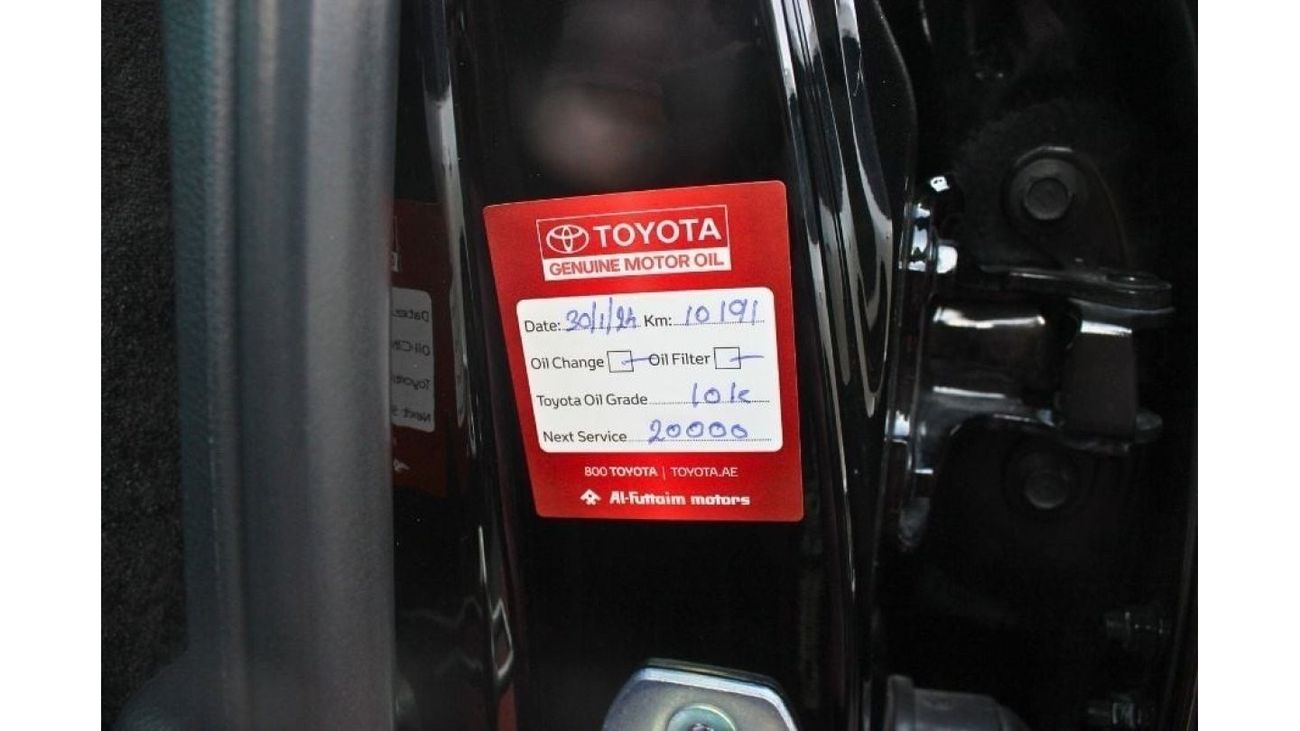 TOYOTA
GENUINE MOTOR OIL
Date: 30/1/24 Km: 10191
Oil Change Oil Filter
Toyota Oil Grade 10k
Next Service 20000
800 TOYOTA | TOYOTA.AE
Al-Futtaim motors